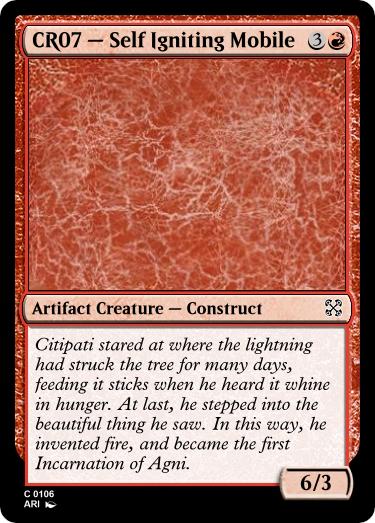 CR07 — Self Igniting Mobile 3
Artifact Creature — Construct
Citipati stared at where the lightning
had struck the tree for many days,
feeding it sticks when he heard it whine
in hunger. At last, he stepped into the
beautiful thing he saw. In this way, he
invented fire, and became the first
Incarnation of Agni.
6/3
C 0106
ARI